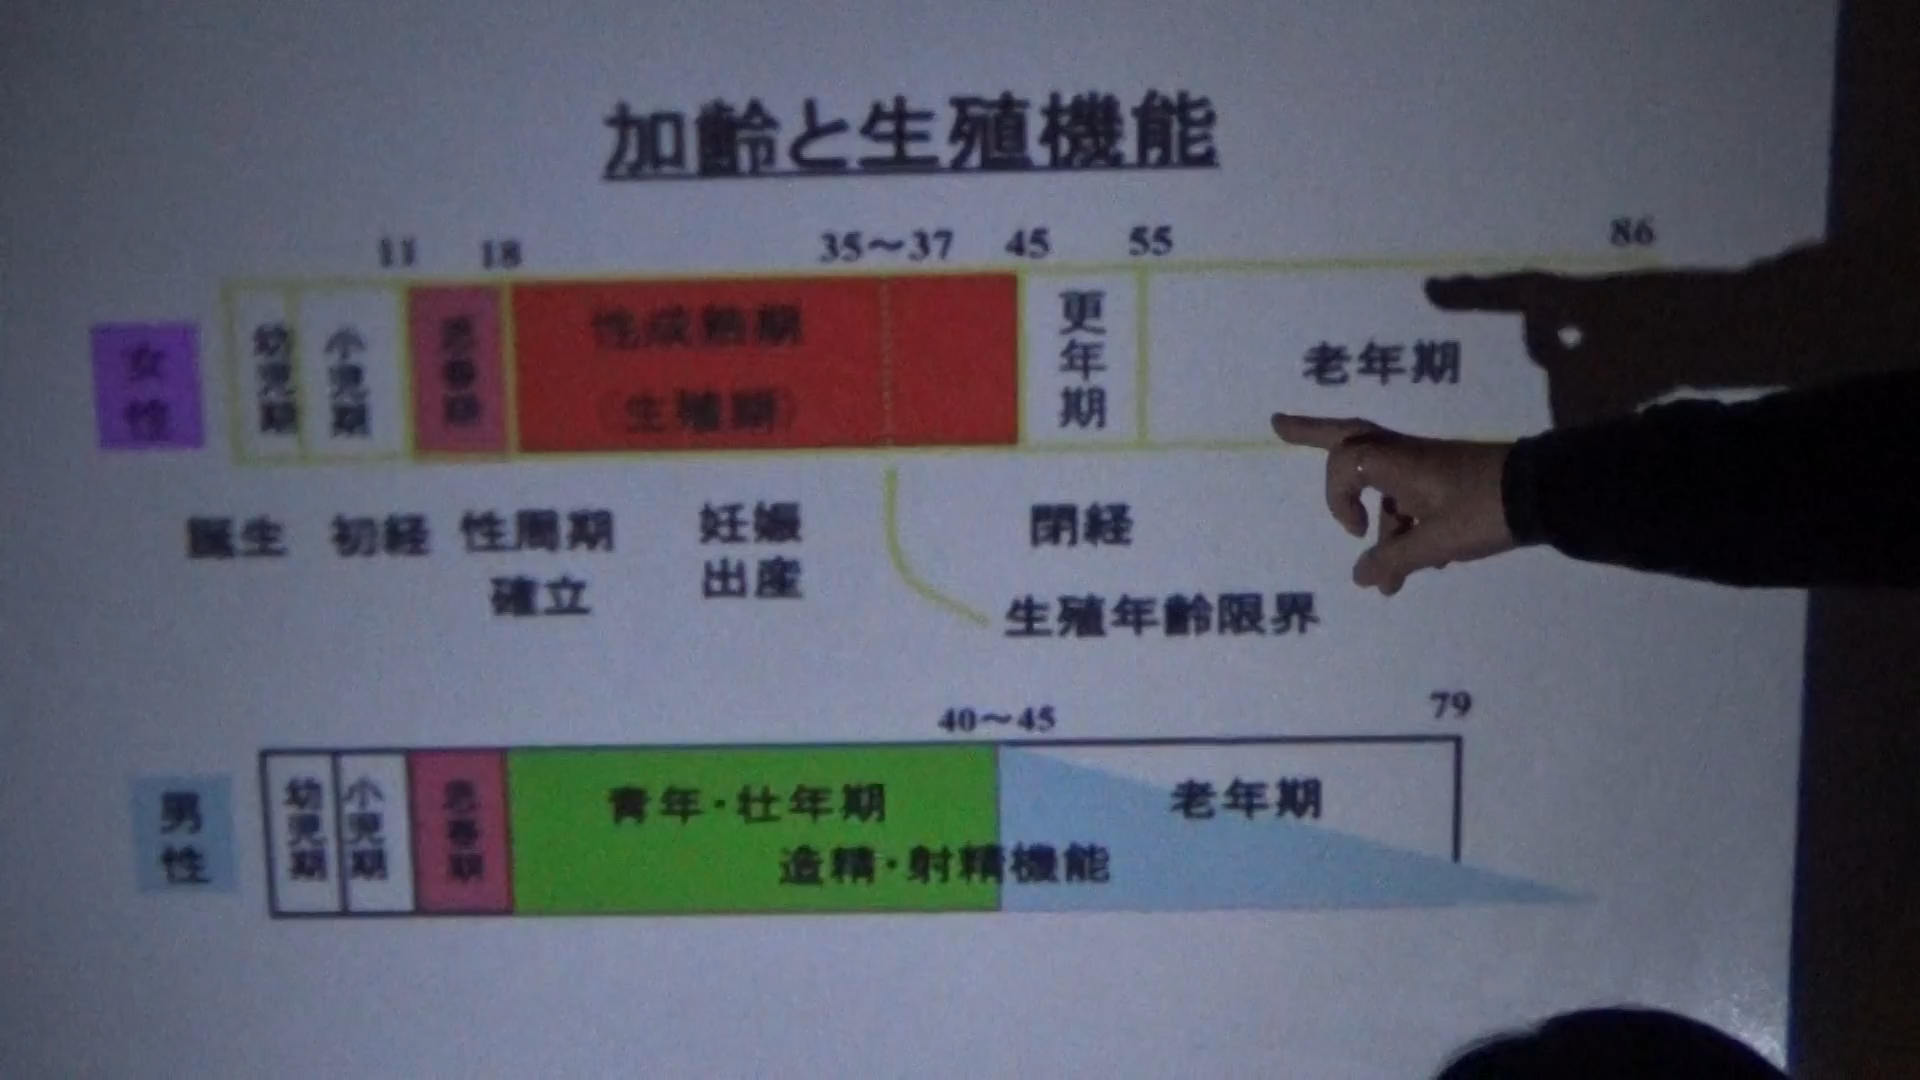 加齢と生殖機能
11 18 35～37 45 55 86
女性
幼児期
小児期
思春期
性成熟期
（生殖期）
更年期
老年期
誕生 初経 性周期確立 妊娠出産 閉経
生殖年齢限界
40～45 79
男性
幼児期
小児期
思春期
青年・壮年期
老年期
造精・射精機能